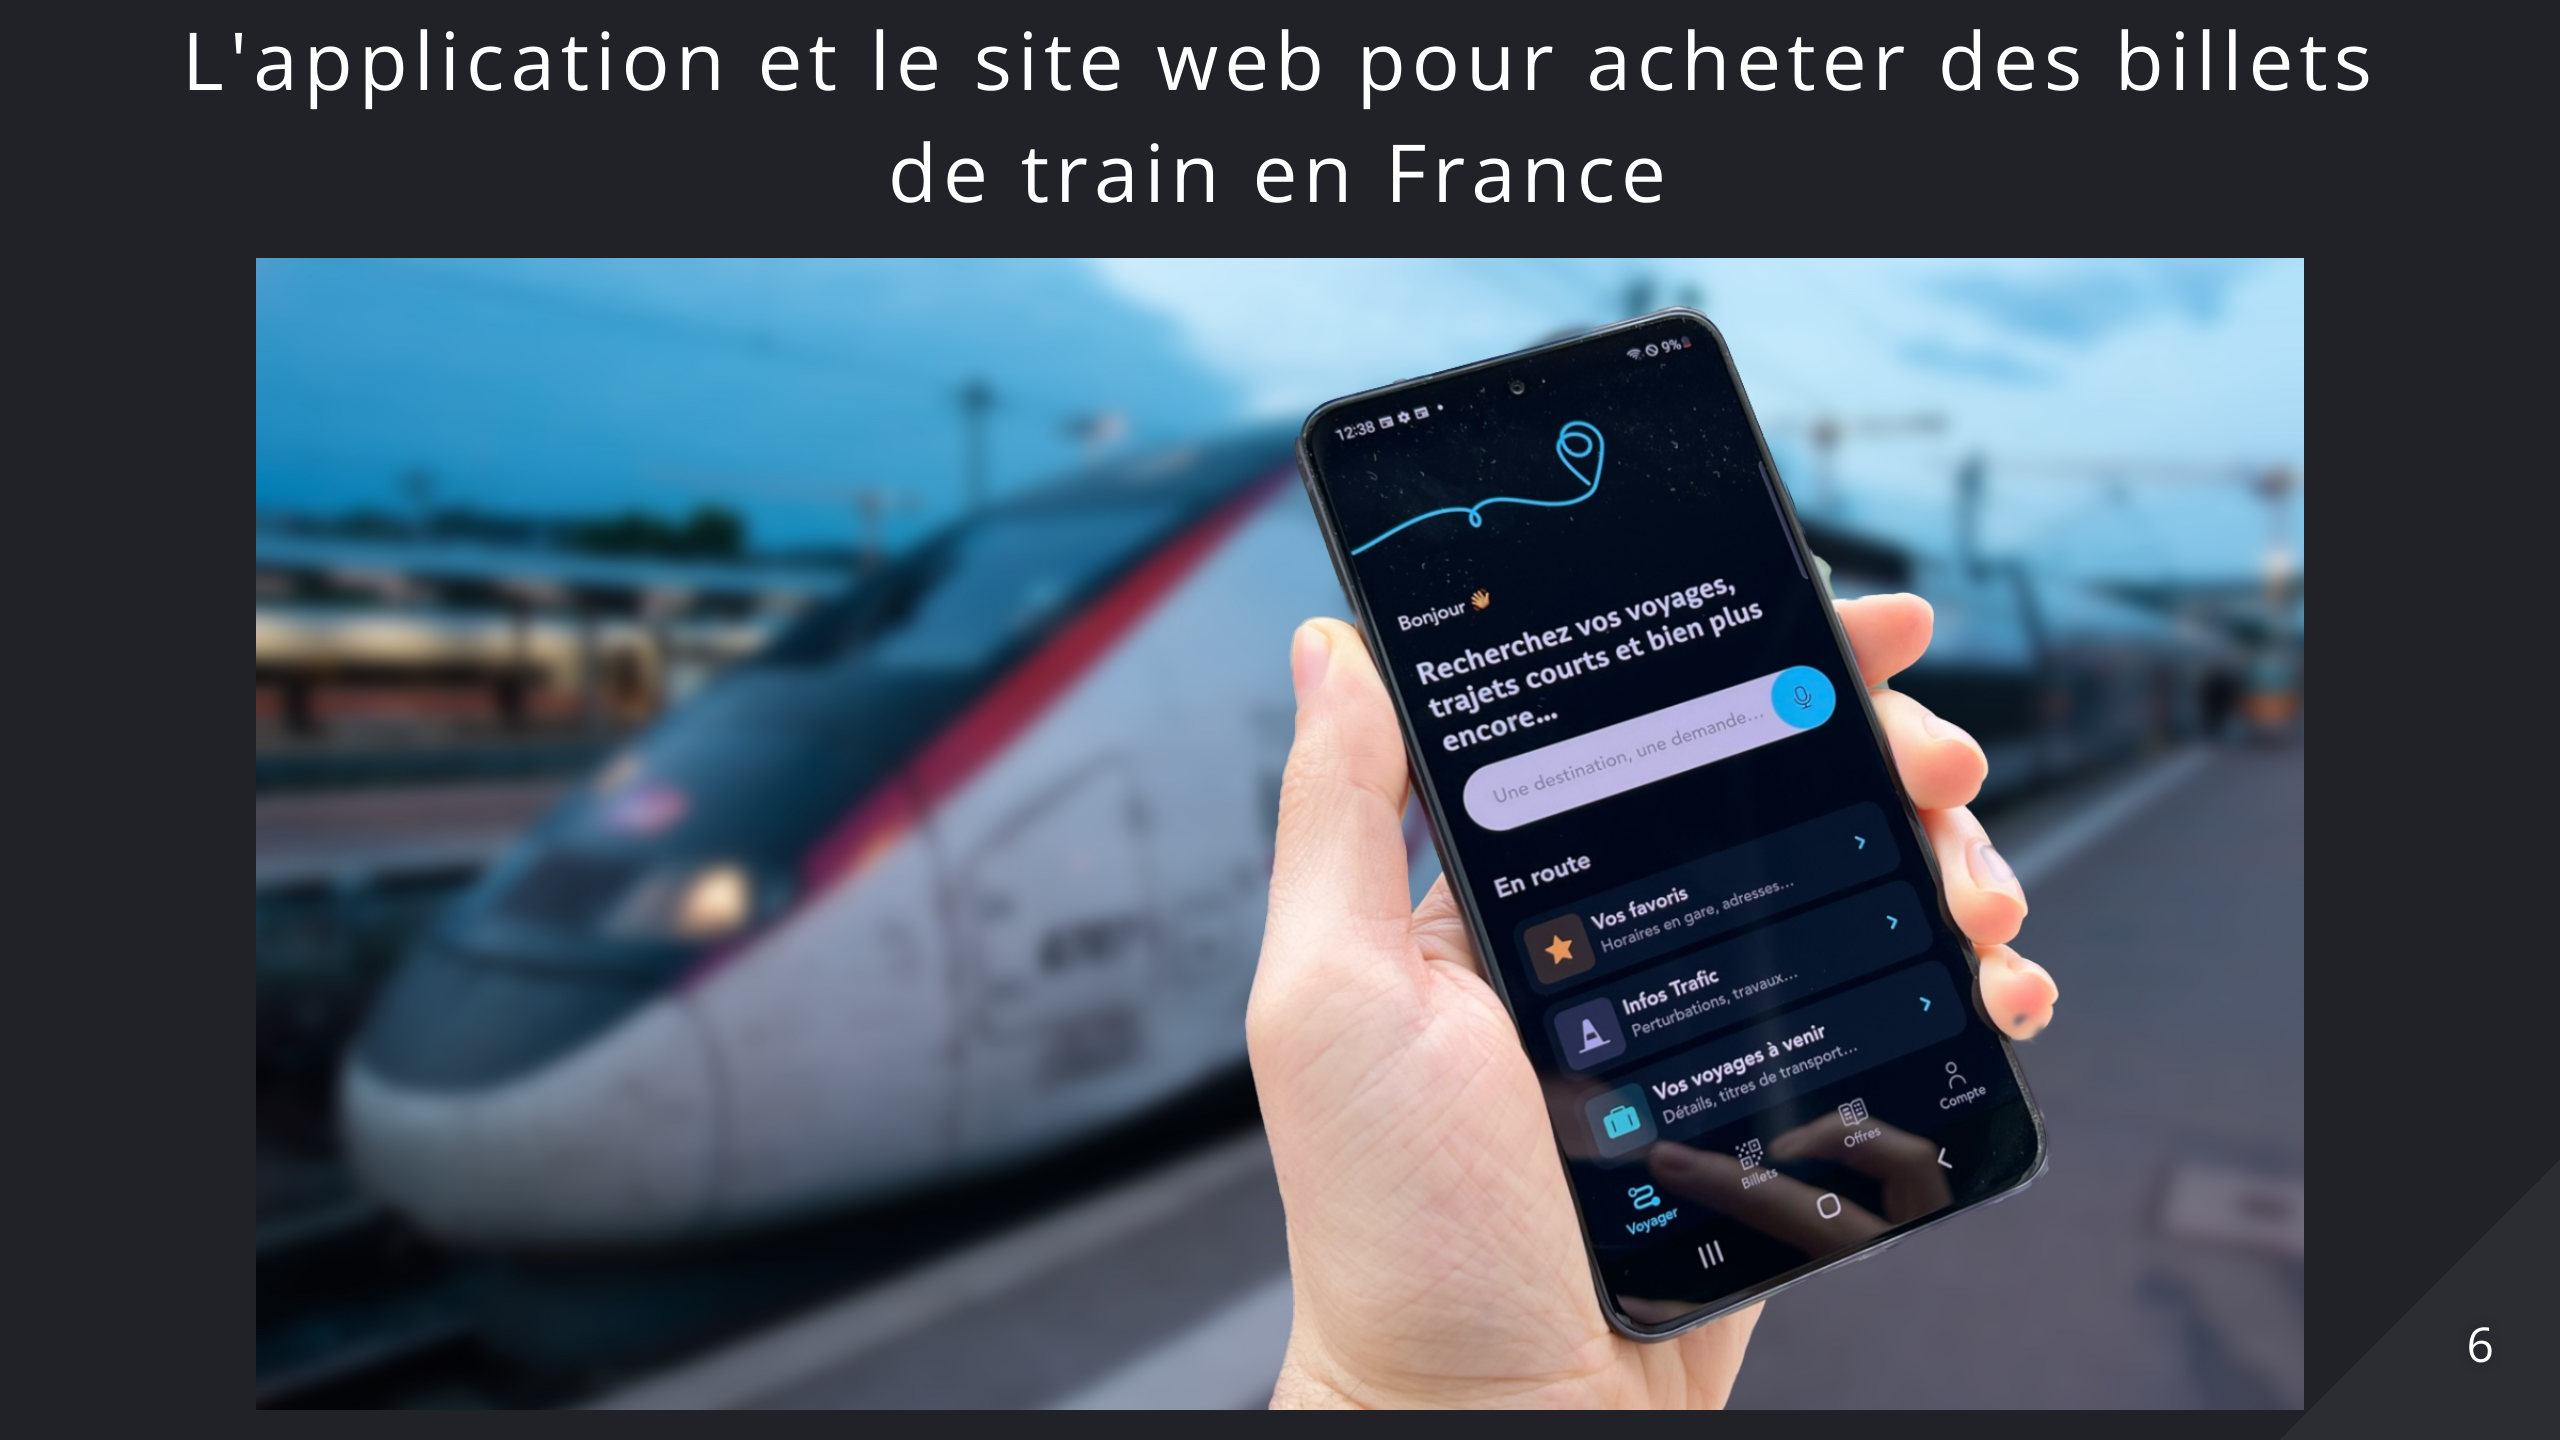 L'application et le site web pour acheter des billets
de train en France
12:38
9%
Bonjour 👋
Recherchez vos voyages,
trajets courts et bien plus
encore...
Une destination, une demande...
En route
Vos favoris
Horaires en gare, adresses...
Infos Trafic
Perturbations, travaux...
Vos voyages à venir
Détails, titres de transport...
Voyager
Billets
Offres
Compte
6